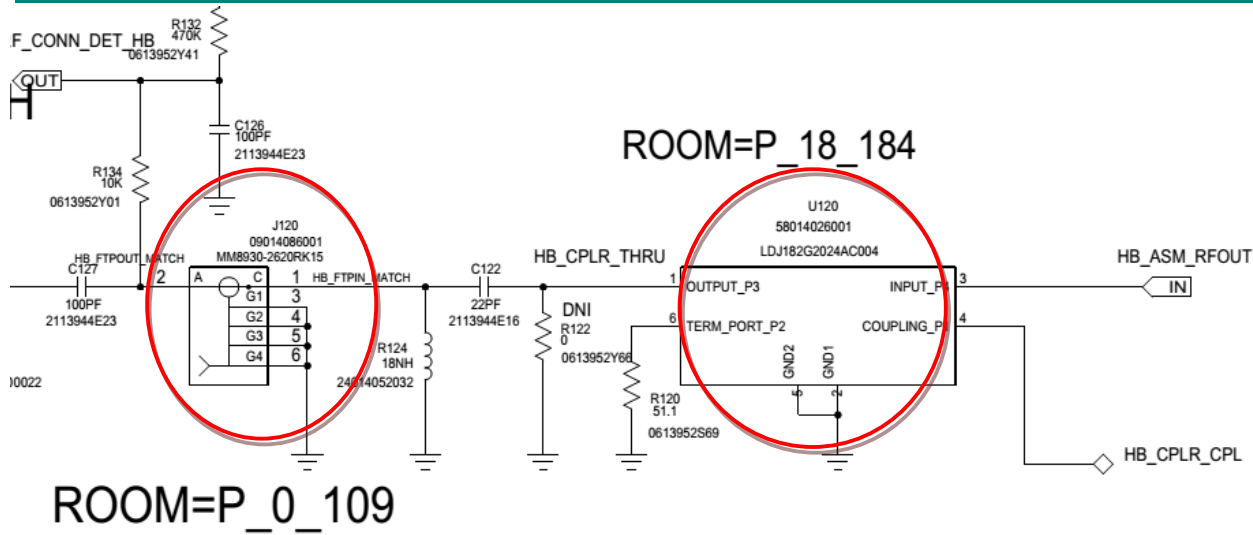 R132
470K
0613952Y41
F_CONN_DET_HB
OUT
H
C126
100PF
2113944E23
R134
10K
0613952Y01
J120
09014086001
MM8930-2620RK15
HB_FTPOUT_MATCH
C127
100PF
2113944E23
2
A
C
1
HB_FTPIN_MATCH
G1
3
G2
4
G3
5
G4
6
00022
R124
18NH
24014052032
C122
22PF
2113944E16
HB_CPLR_THRU
DNI
R122
0
0613952Y66
R120
51.1
0613952S69
ROOM=P_18_184
U120
58014026001
LDJ182G2024AC004
1
OUTPUT_P3
INPUT_P4
3
6
TERM_PORT_P2
4
GND2
GND1
5
2
HB_ASM_RFOUT
IN
HB_CPLR_CPL
ROOM=P_0_109